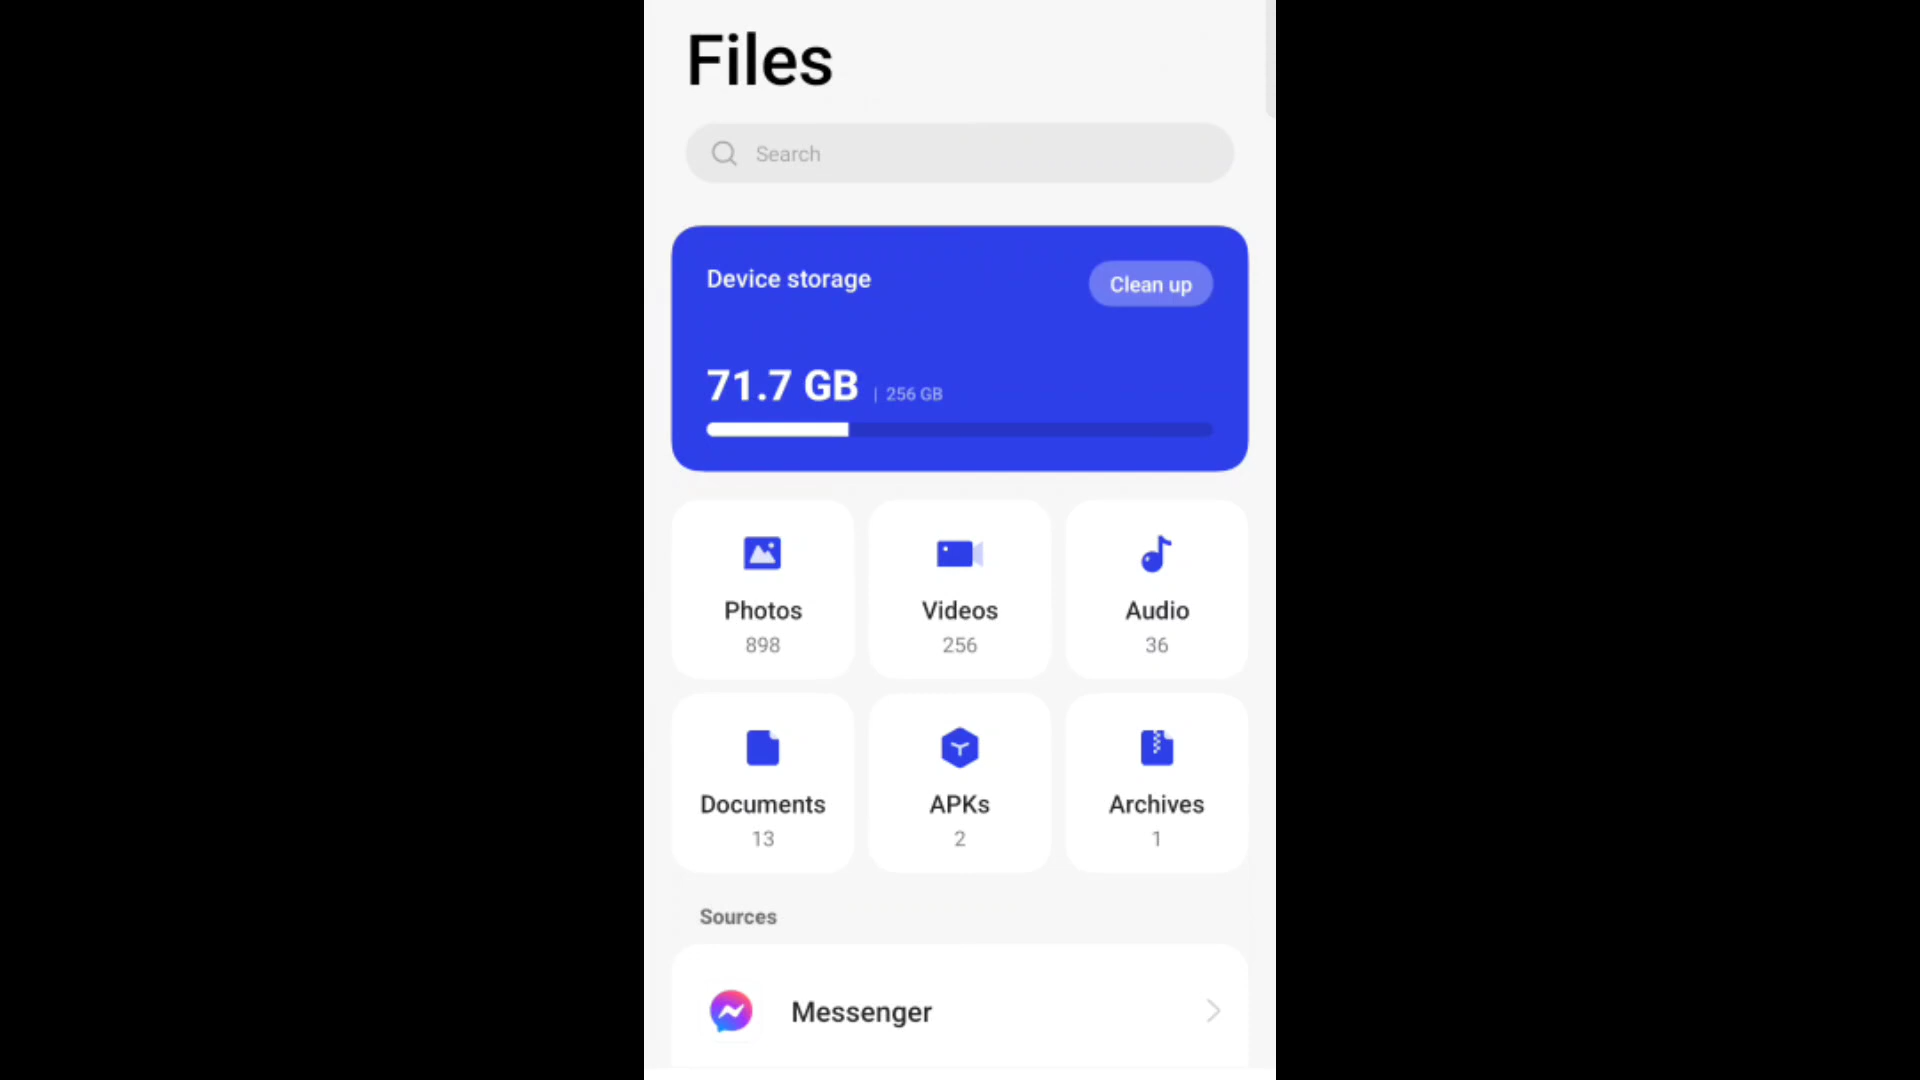 Files
Search
Device storage
Clean up
71.7 GB | 256 GB
Photos
898
Videos
256
Audio
36
Documents
13
APKs
2
Archives
1
Sources
Messenger